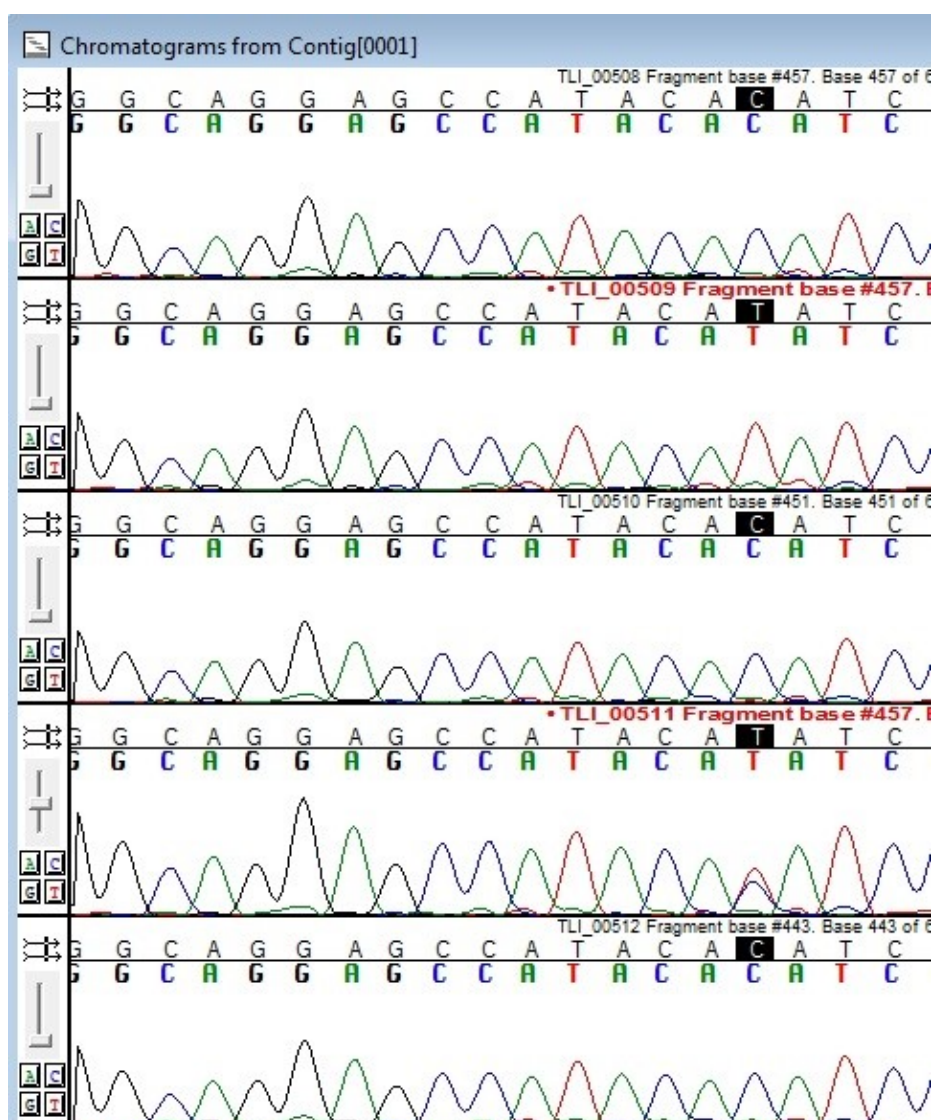 Chromatograms from Contig[0001]
TLI_00508 Fragment base #457. Base 457 of 6
G G C A G G A G C C A T A C A C A T C
G G C A G G A G C C A T A C A C A T C
A C
G T
• TLI_00509 Fragment base #457. B
G G C A G G A G C C A T A C A T A T C
G G C A G G A G C C A T A C A T A T C
A C
G T
TLI_00510 Fragment base #451. Base 451 of 6
G G C A G G A G C C A T A C A C A T C
G G C A G G A G C C A T A C A C A T C
A C
G T
• TLI_00511 Fragment base #457. B
G G C A G G A G C C A T A C A T A T C
G G C A G G A G C C A T A C A T A T C
A C
G T
TLI_00512 Fragment base #443. Base 443 of 6
G G C A G G A G C C A T A C A C A T C
G G C A G G A G C C A T A C A C A T C
A C
G T